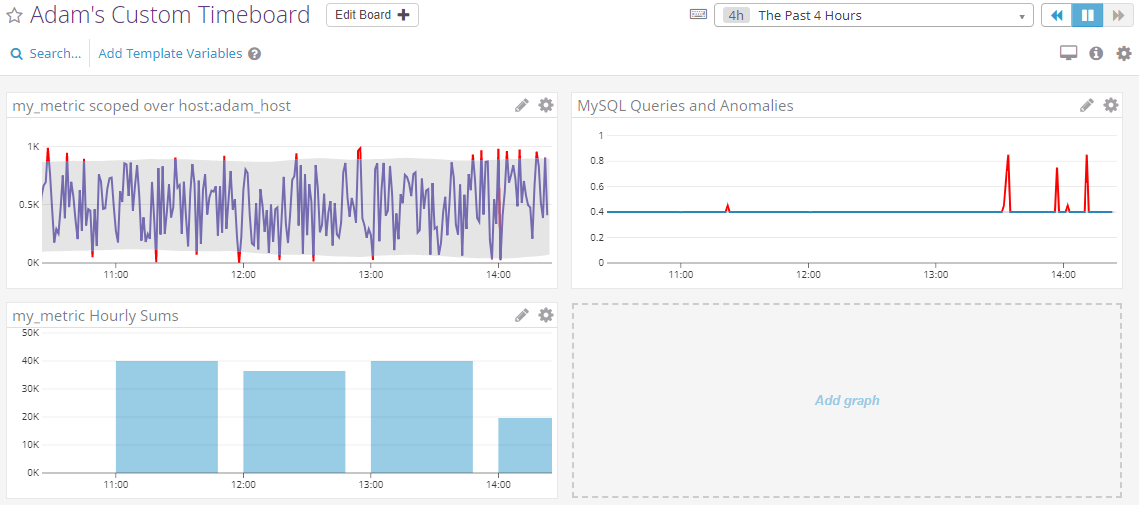 Adam's Custom Timeboard
Edit Board
4h The Past 4 Hours
Search... Add Template Variables ?
my_metric scoped over host:adam_host
1K
0.5K
0K
11:00 12:00 13:00 14:00
MySQL Queries and Anomalies
1
0.8
0.6
0.4
0.2
0
11:00 12:00 13:00 14:00
my_metric Hourly Sums
50K
40K
30K
20K
10K
0K
11:00 12:00 13:00 14:00
Add graph